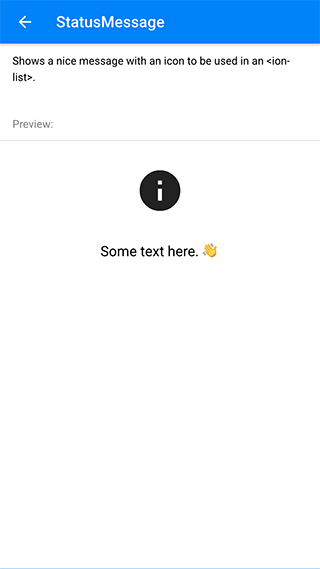 StatusMessage
Shows a nice message with an icon to be used in an <ion-
list>.
Preview:
Some text here. 👋